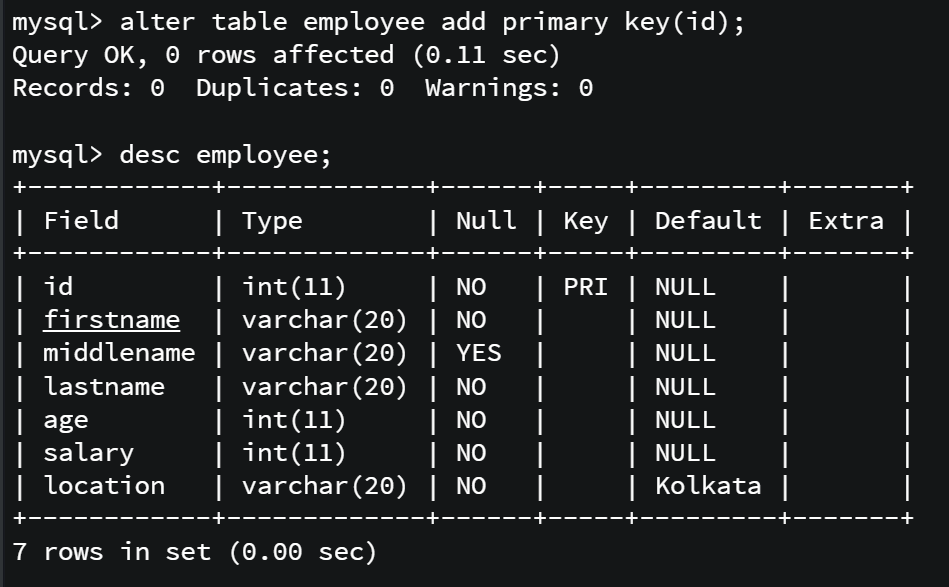 mysql> alter table employee add primary key(id);
Query OK, 0 rows affected (0.11 sec)
Records: 0  Duplicates: 0  Warnings: 0

mysql> desc employee;
+------------+-------------+------+-----+---------+-------+
| Field      | Type        | Null | Key | Default | Extra |
+------------+-------------+------+-----+---------+-------+
| id         | int(11)     | NO   | PRI | NULL    |       |
| firstname  | varchar(20) | NO   |     | NULL    |       |
| middlename | varchar(20) | YES  |     | NULL    |       |
| lastname   | varchar(20) | NO   |     | NULL    |       |
| age        | int(11)     | NO   |     | NULL    |       |
| salary     | int(11)     | NO   |     | NULL    |       |
| location   | varchar(20) | NO   |     | Kolkata |       |
+------------+-------------+------+-----+---------+-------+
7 rows in set (0.00 sec)